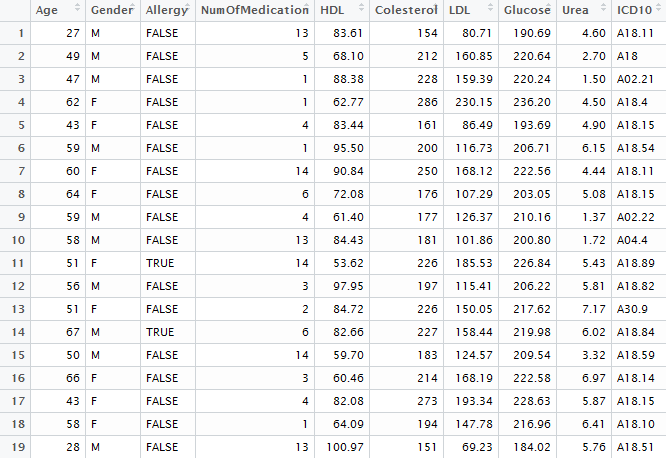 Age Gender Allergy NumOfMedication HDL Colesterol LDL Glucose Urea ICD10
1 27 M FALSE 13 83.61 154 80.71 190.69 4.60 A18.11
2 49 M FALSE 5 68.10 212 160.85 220.64 2.70 A18
3 47 M FALSE 1 88.38 228 159.39 220.24 1.50 A02.21
4 62 F FALSE 1 62.77 286 230.15 236.20 4.50 A18.4
5 43 F FALSE 4 83.44 161 86.49 193.69 4.90 A18.15
6 59 M FALSE 1 95.50 200 116.73 206.71 6.15 A18.54
7 60 F FALSE 14 90.84 250 168.12 222.56 4.44 A18.11
8 64 F FALSE 6 72.08 176 107.29 203.05 5.08 A18.15
9 59 M FALSE 4 61.40 177 126.37 210.16 1.37 A02.22
10 58 M FALSE 13 84.43 181 101.86 200.80 1.72 A04.4
11 51 F TRUE 14 53.62 226 185.53 226.84 5.43 A18.89
12 56 M FALSE 3 97.95 197 115.41 206.22 5.81 A18.82
13 51 F FALSE 2 84.72 226 150.05 217.62 7.17 A30.9
14 67 M TRUE 6 82.66 227 158.44 219.98 6.02 A18.84
15 50 M FALSE 14 59.70 183 124.57 209.54 3.32 A18.59
16 66 F FALSE 3 60.46 214 168.19 222.58 6.97 A18.14
17 43 F FALSE 4 82.08 273 193.34 228.63 5.87 A18.15
18 58 F FALSE 1 64.09 194 147.78 216.96 6.41 A18.10
19 28 M FALSE 13 100.97 151 69.23 184.02 5.76 A18.51